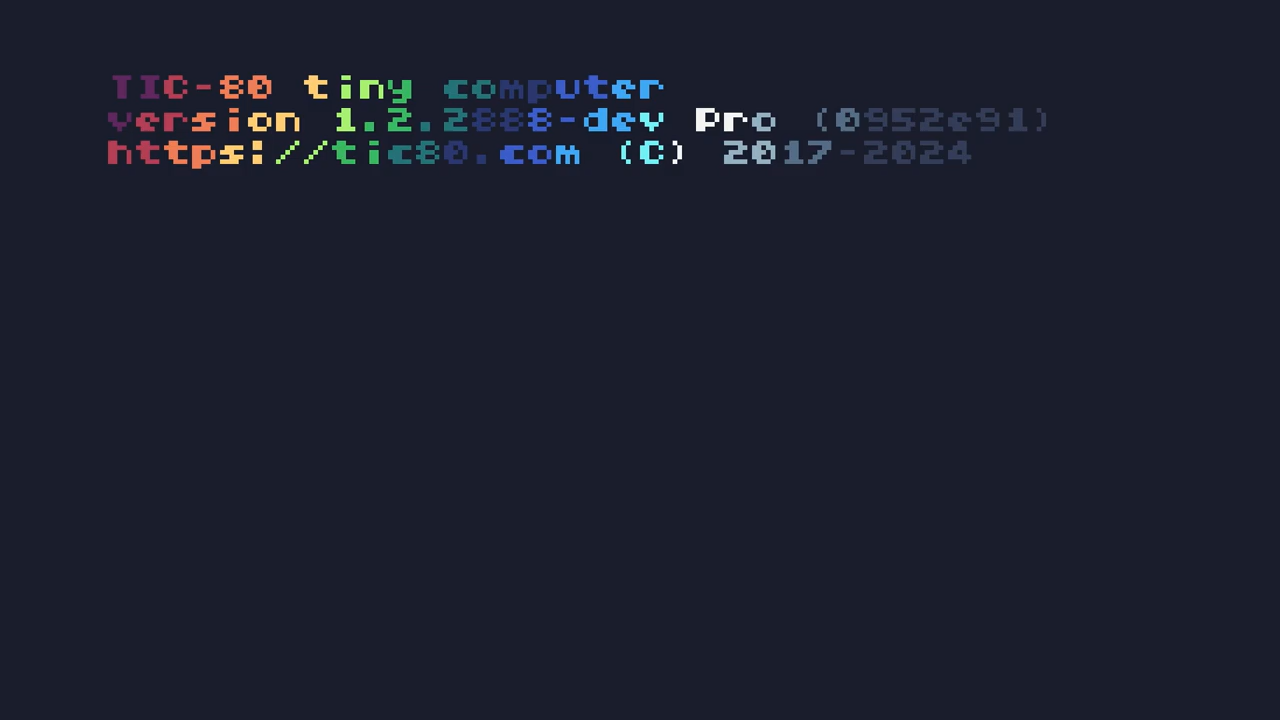 TIC-80 tiny computer
version 1.2.2888-dev Pro (0952e91)
https://tic80.com (C) 2017-2024